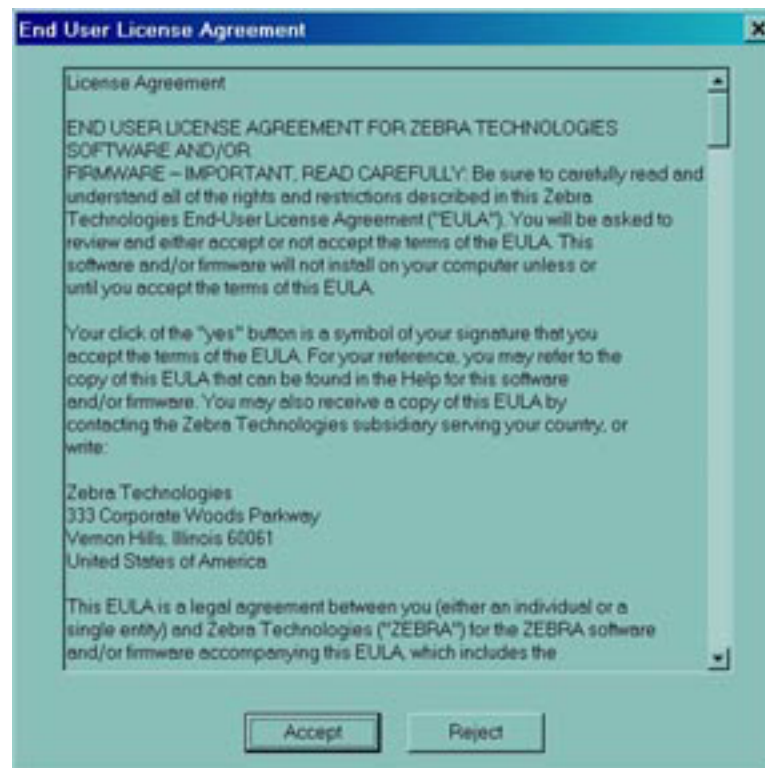 End User License Agreement
License Agreement
END USER LICENSE AGREEMENT FOR ZEBRA TECHNOLOGIES
SOFTWARE AND/OR
FIRMWARE – IMPORTANT, READ CAREFULLY: Be sure to carefully read and
understand all of the rights and restrictions described in this Zebra
Technologies End-User License Agreement ("EULA"). You will be asked to
review and either accept or not accept the terms of the EULA. This
software and/or firmware will not install on your computer unless or
until you accept the terms of this EULA.
Your click of the "yes" button is a symbol of your signature that you
accept the terms of the EULA. For your reference, you may refer to the
copy of this EULA that can be found in the Help for this software
and/or firmware. You may also receive a copy of this EULA by
contacting the Zebra Technologies subsidiary serving your country, or
write:
Zebra Technologies
333 Corporate Woods Parkway
Vernon Hills, Illinois 60061
United States of America
This EULA is a legal agreement between you (either an individual or a
single entity) and Zebra Technologies ("ZEBRA") for the ZEBRA software
and/or firmware accompanying this EULA, which includes the
Accept
Reject